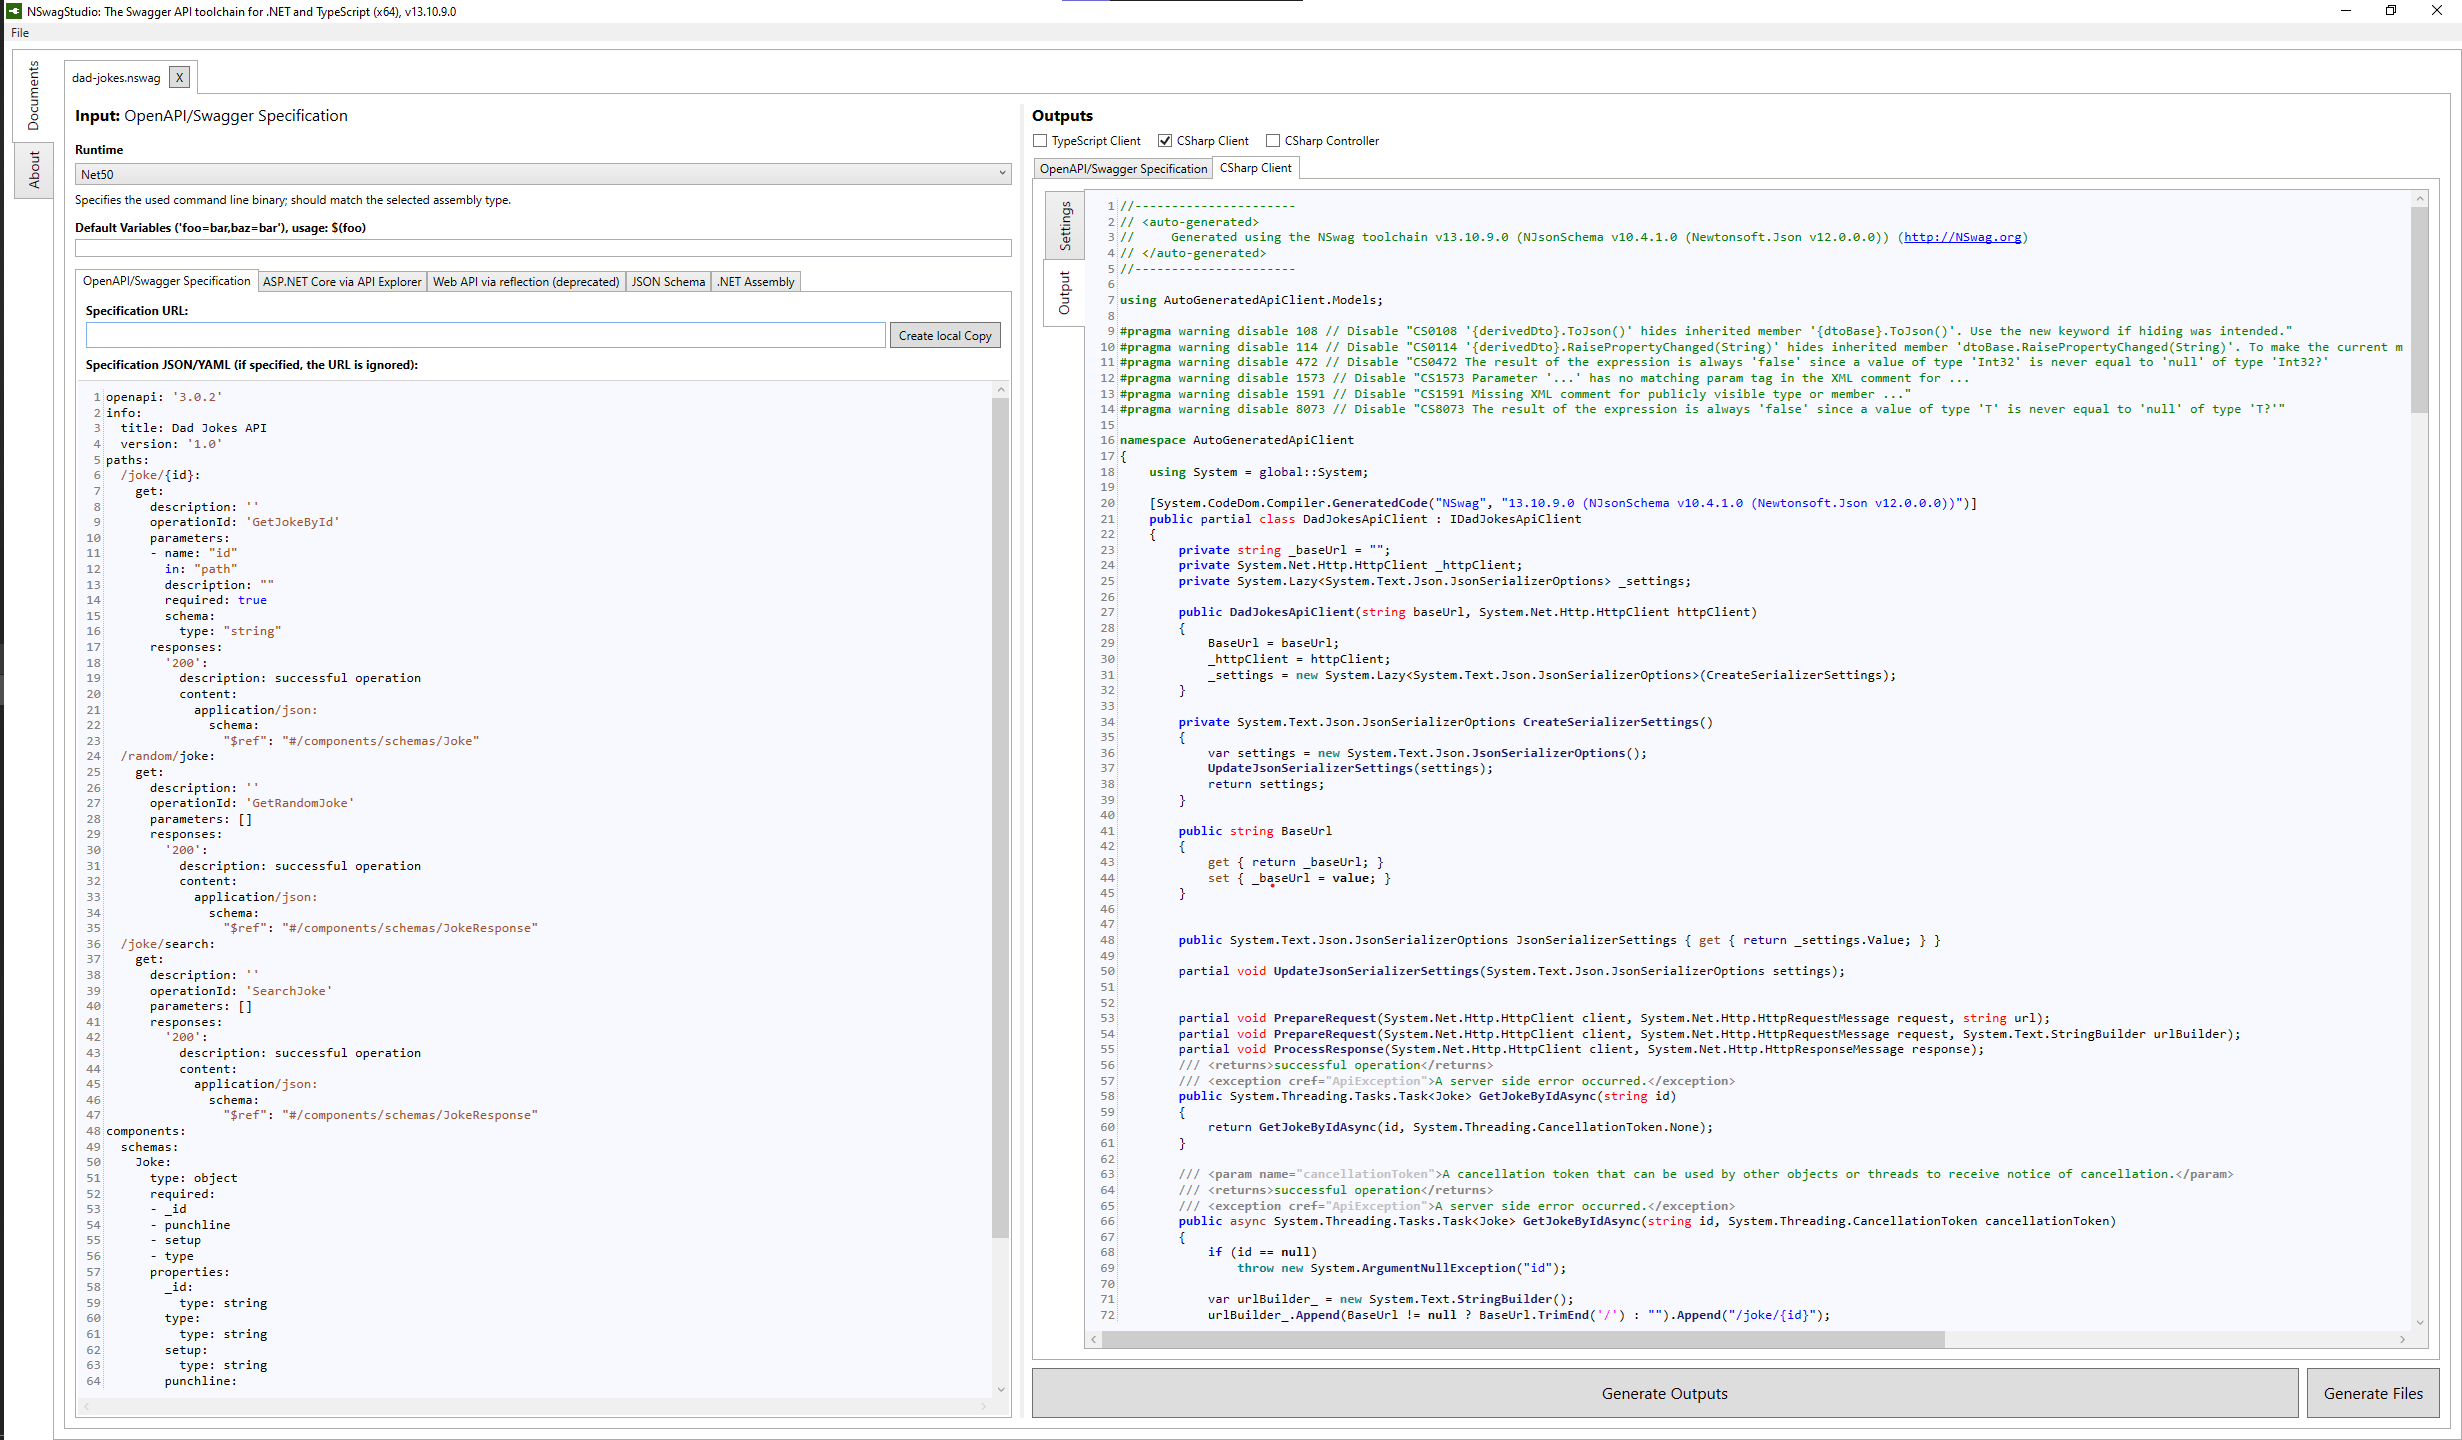 NSwagStudio: The Swagger API toolchain for .NET and TypeScript (x64), v13.10.9.0
File
Documents
About
dad-jokes.nswag X
Input: OpenAPI/Swagger Specification
Runtime
Net50
Specifies the used command line binary; should match the selected assembly type.
Default Variables ('foo=bar,baz=bar'), usage: $(foo)
OpenAPI/Swagger Specification ASP.NET Core via API Explorer Web API via reflection (deprecated) JSON Schema .NET Assembly
Specification URL:
Create local Copy
Specification JSON/YAML (if specified, the URL is ignored):
1 openapi: '3.0.2'
2 info:
3   title: Dad Jokes API
4   version: '1.0'
5 paths:
6   /joke/{id}:
7     get:
8       description: ''
9       operationId: 'GetJokeById'
10       parameters:
11       - name: "id"
12         in: "path"
13         description: ""
14         required: true
15         schema:
16           type: "string"
17       responses:
18         '200':
19           description: successful operation
20           content:
21             application/json:
22               schema:
23                 "$ref": "#/components/schemas/Joke"
24   /random/joke:
25     get:
26       description: ''
27       operationId: 'GetRandomJoke'
28       parameters: []
29       responses:
30         '200':
31           description: successful operation
32           content:
33             application/json:
34               schema:
35                 "$ref": "#/components/schemas/JokeResponse"
36   /joke/search:
37     get:
38       description: ''
39       operationId: 'SearchJoke'
40       parameters: []
41       responses:
42         '200':
43           description: successful operation
44           content:
45             application/json:
46               schema:
47                 "$ref": "#/components/schemas/JokeResponse"
48 components:
49   schemas:
50     Joke:
51       type: object
52       required:
53       - _id
54       - punchline
55       - setup
56       - type
57       properties:
58         _id:
59           type: string
60         type:
61           type: string
62         setup:
63           type: string
64         punchline:
Outputs
TypeScript Client CSharp Client CSharp Controller
OpenAPI/Swagger Specification CSharp Client
Settings
Output
1 //----------------------
2 // <auto-generated>
3 //     Generated using the NSwag toolchain v13.10.9.0 (NJsonSchema v10.4.1.0 (Newtonsoft.Json v12.0.0.0)) (http://NSwag.org)
4 // </auto-generated>
5 //----------------------
6
7 using AutoGeneratedApiClient.Models;
8
9 #pragma warning disable 108 // Disable "CS0108 '{derivedDto}.ToJson()' hides inherited member '{dtoBase}.ToJson()'. Use the new keyword if hiding was intended."
10 #pragma warning disable 114 // Disable "CS0114 '{derivedDto}.RaisePropertyChanged(String)' hides inherited member 'dtoBase.RaisePropertyChanged(String)'. To make the current m
11 #pragma warning disable 472 // Disable "CS0472 The result of the expression is always 'false' since a value of type 'Int32' is never equal to 'null' of type 'Int32?'
12 #pragma warning disable 1573 // Disable "CS1573 Parameter '...' has no matching param tag in the XML comment for ...
13 #pragma warning disable 1591 // Disable "CS1591 Missing XML comment for publicly visible type or member ..."
14 #pragma warning disable 8073 // Disable "CS8073 The result of the expression is always 'false' since a value of type 'T' is never equal to 'null' of type 'T?'"
15
16 namespace AutoGeneratedApiClient
17 {
18     using System = global::System;
19
20     [System.CodeDom.Compiler.GeneratedCode("NSwag", "13.10.9.0 (NJsonSchema v10.4.1.0 (Newtonsoft.Json v12.0.0.0))")]
21     public partial class DadJokesApiClient : IDadJokesApiClient
22     {
23         private string _baseUrl = "";
24         private System.Net.Http.HttpClient _httpClient;
25         private System.Lazy<System.Text.Json.JsonSerializerOptions> _settings;
26
27         public DadJokesApiClient(string baseUrl, System.Net.Http.HttpClient httpClient)
28         {
29             BaseUrl = baseUrl;
30             _httpClient = httpClient;
31             _settings = new System.Lazy<System.Text.Json.JsonSerializerOptions>(CreateSerializerSettings);
32         }
33
34         private System.Text.Json.JsonSerializerOptions CreateSerializerSettings()
35         {
36             var settings = new System.Text.Json.JsonSerializerOptions();
37             UpdateJsonSerializerSettings(settings);
38             return settings;
39         }
40
41         public string BaseUrl
42         {
43             get { return _baseUrl; }
44             set { _baseUrl = value; }
45         }
46
47
48         public System.Text.Json.JsonSerializerOptions JsonSerializerSettings { get { return _settings.Value; } }
49
50         partial void UpdateJsonSerializerSettings(System.Text.Json.JsonSerializerOptions settings);
51
52
53         partial void PrepareRequest(System.Net.Http.HttpClient client, System.Net.Http.HttpRequestMessage request, string url);
54         partial void PrepareRequest(System.Net.Http.HttpClient client, System.Net.Http.HttpRequestMessage request, System.Text.StringBuilder urlBuilder);
55         partial void ProcessResponse(System.Net.Http.HttpClient client, System.Net.Http.HttpResponseMessage response);
56         /// <returns>successful operation</returns>
57         /// <exception cref="ApiException">A server side error occurred.</exception>
58         public System.Threading.Tasks.Task<Joke> GetJokeByIdAsync(string id)
59         {
60             return GetJokeByIdAsync(id, System.Threading.CancellationToken.None);
61         }
62
63         /// <param name="cancellationToken">A cancellation token that can be used by other objects or threads to receive notice of cancellation.</param>
64         /// <returns>successful operation</returns>
65         /// <exception cref="ApiException">A server side error occurred.</exception>
66         public async System.Threading.Tasks.Task<Joke> GetJokeByIdAsync(string id, System.Threading.CancellationToken cancellationToken)
67         {
68             if (id == null)
69                 throw new System.ArgumentNullException("id");
70
71             var urlBuilder_ = new System.Text.StringBuilder();
72             urlBuilder_.Append(BaseUrl != null ? BaseUrl.TrimEnd('/') : "").Append("/joke/{id}");
Generate Outputs
Generate Files